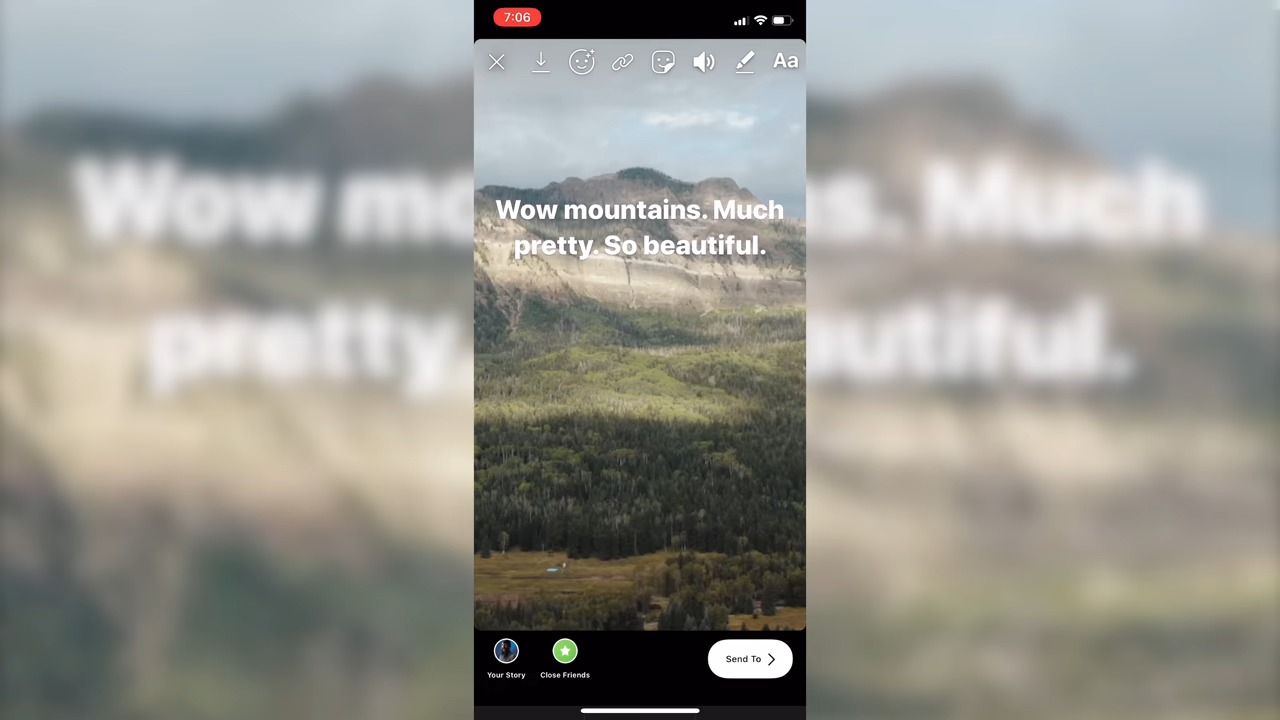 7:06
Aa
Wow mountains. Much
pretty. So beautiful.
Your Story
Close Friends
Send To